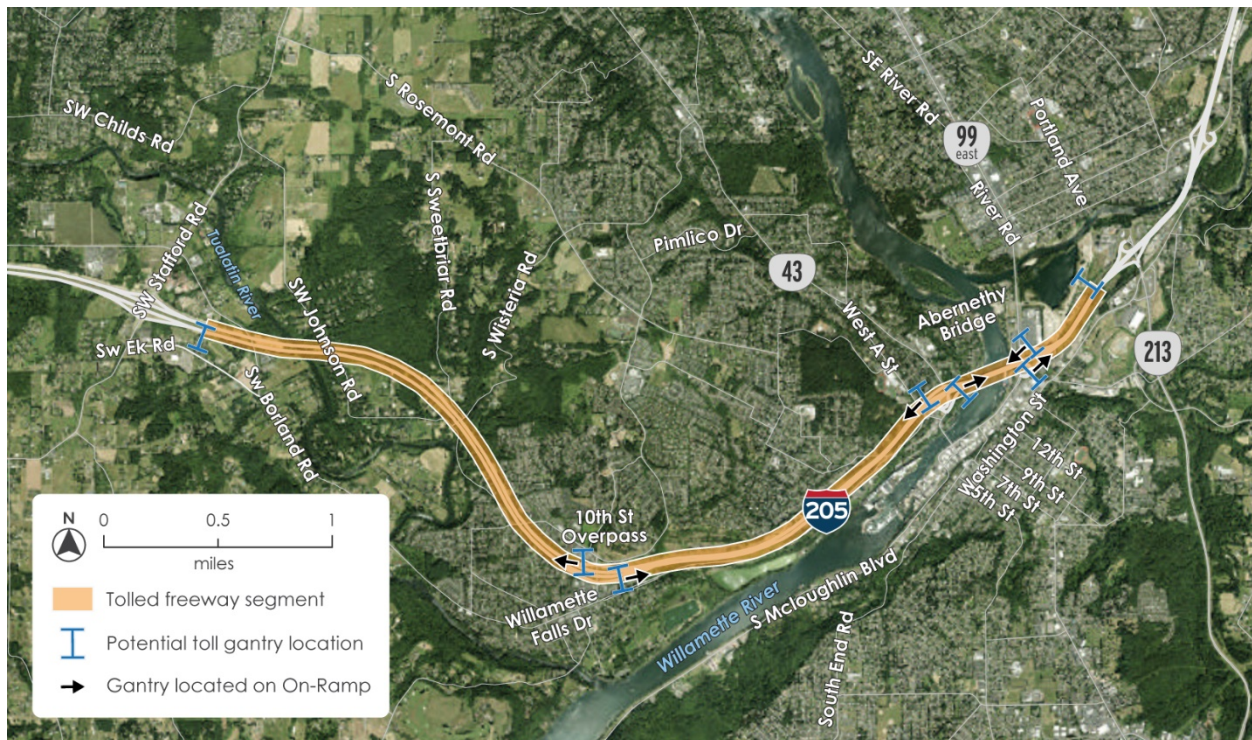 SW Childs Rd
S Rosemont Rd
SE River Rd
Portland Ave
99
east
River Rd
SW Stafford Rd
Tualatin River
S Sweetbriar Rd
S Wisteria Rd
Pimlico Dr
43
West A St
Abernethy
Bridge
213
Sw Ek Rd
SW Johnson Rd
Sw Borland Rd
Washington St
12th St
9th St
7th St
5th St
205
10th St
Overpass
Willamette
Falls Dr
Willamette River
S Mcloughlin Blvd
South End Rd
N
0
0.5
1
miles
Tolled freeway segment
Potential toll gantry location
Gantry located on On-Ramp